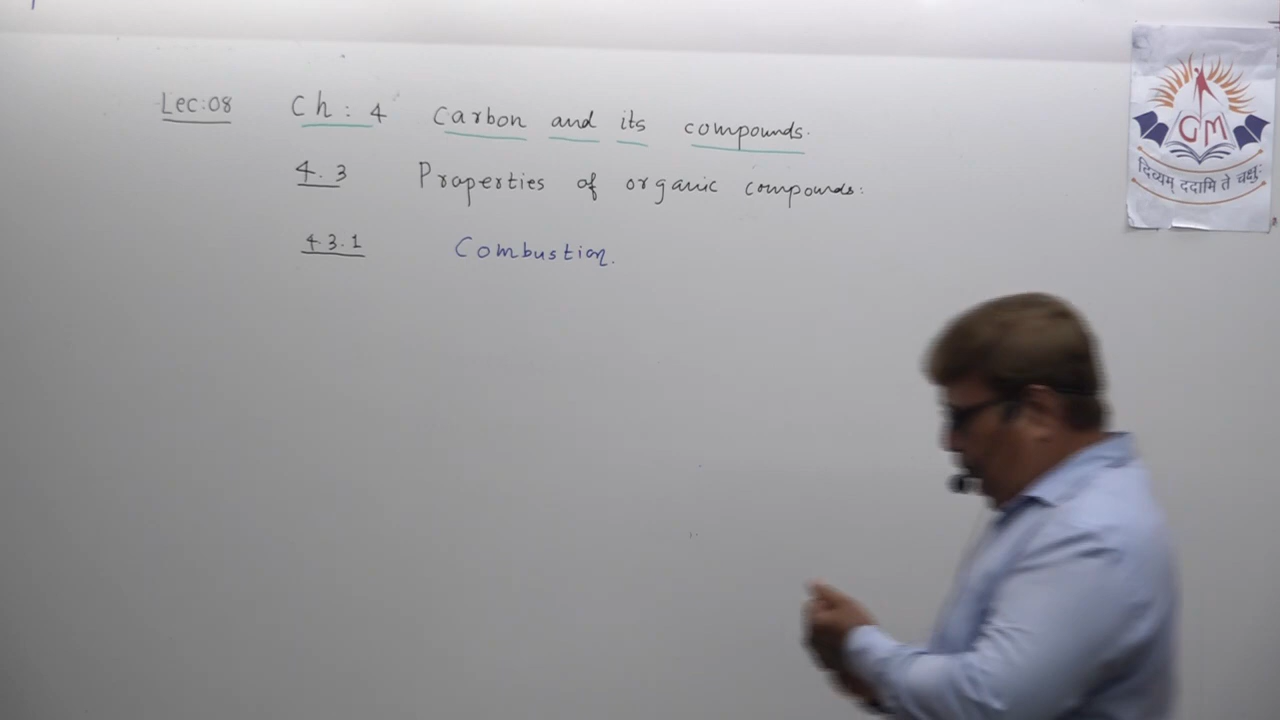 Lec:08 Ch: 4 Carbon and its compounds.
4.3 Properties of organic compounds:
4.3.1 Combustion.
GM
दिव्यम् ददामि ते चक्षुः